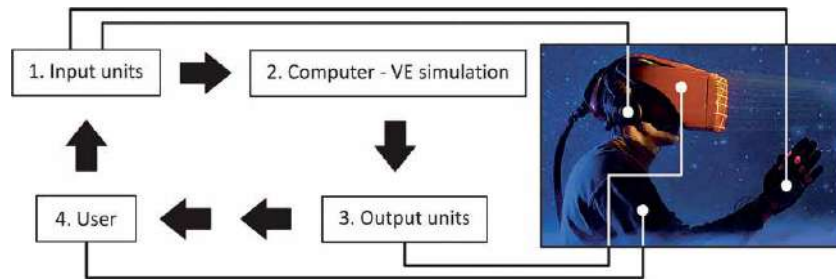 1. Input units
2. Computer - VE simulation
4. User
3. Output units